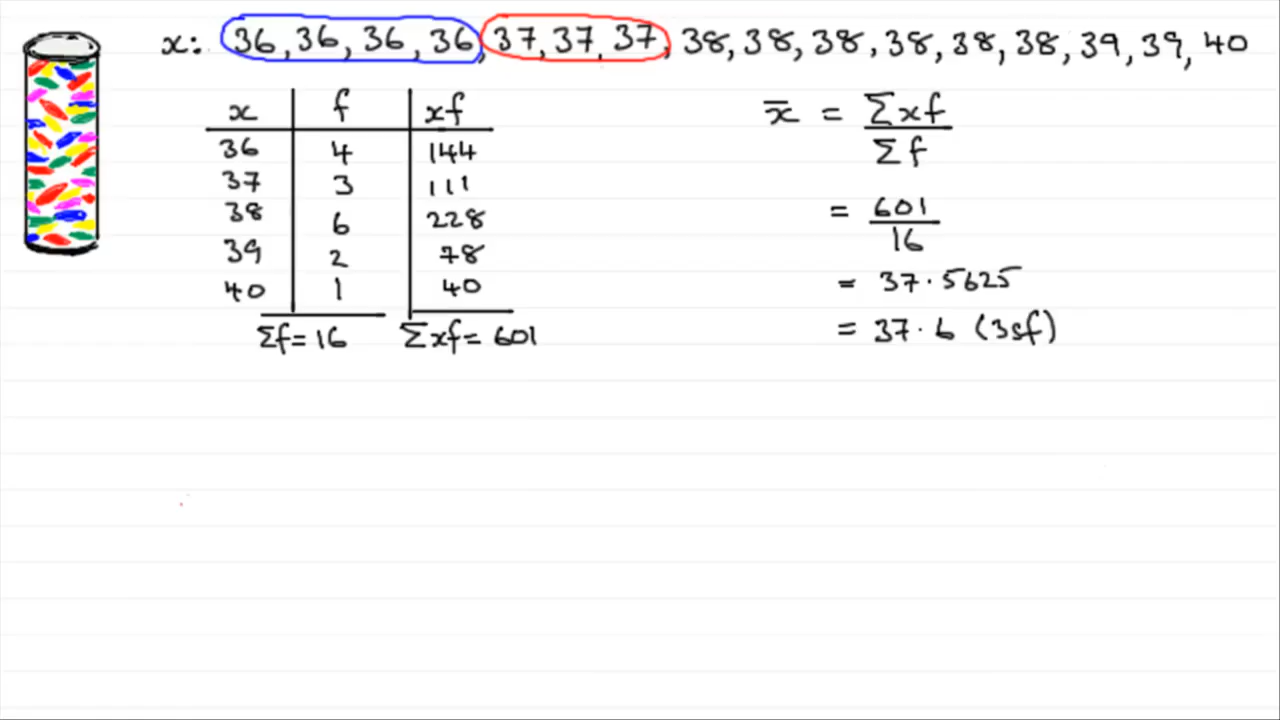 x: 36, 36, 36, 36, 37, 37, 37, 38, 38, 38, 38, 38, 38, 39, 39, 40
x f xf
36 4 144
37 3 111
38 6 228
39 2 78
40 1 40
Σf = 16 Σxf = 601
x̄ = Σxf / Σf
= 601 / 16
= 37.5625
= 37.6 (3sf)